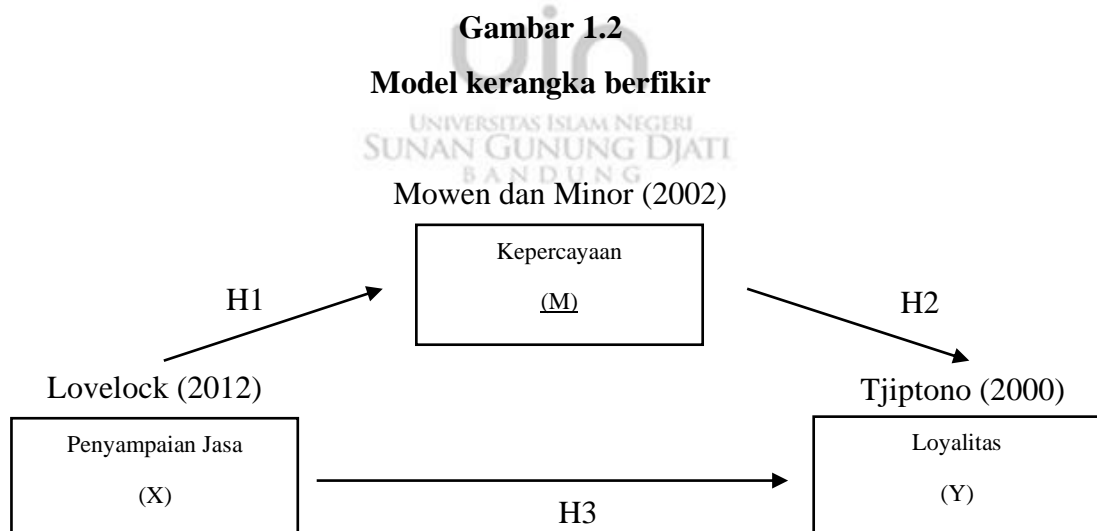 Gambar 1.2
uin
Model kerangka berfikir
UNIVERSITAS ISLAM NEGERI
SUNAN GUNUNG DJATI
BANDUNG
Mowen dan Minor (2002)
Kepercayaan
(M)
H1
H2
Lovelock (2012)
Tjiptono (2000)
Penyampaian Jasa
(X)
Loyalitas
(Y)
H3